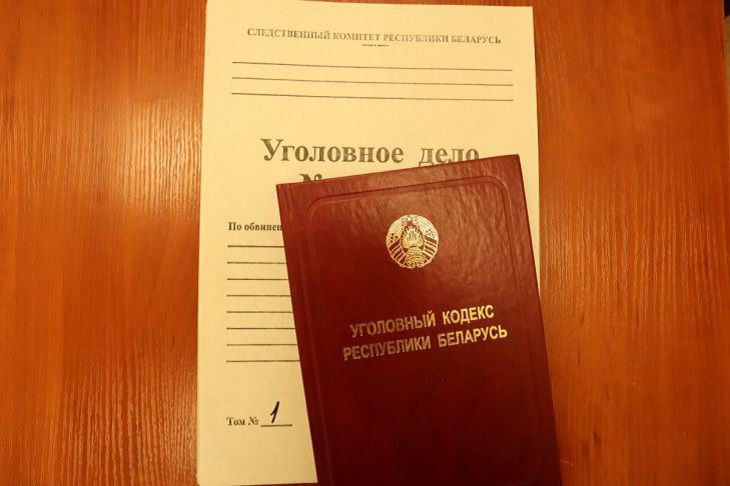 СЛЕДСТВЕННЫЙ КОМИТЕТ РЕСПУБЛИКИ БЕЛАРУСЬ
Уголовное дело
По обвинен
Том № 1
УГОЛОВНЫЙ КОДЕКС
РЕСПУБЛИКИ БЕЛАРУСЬ